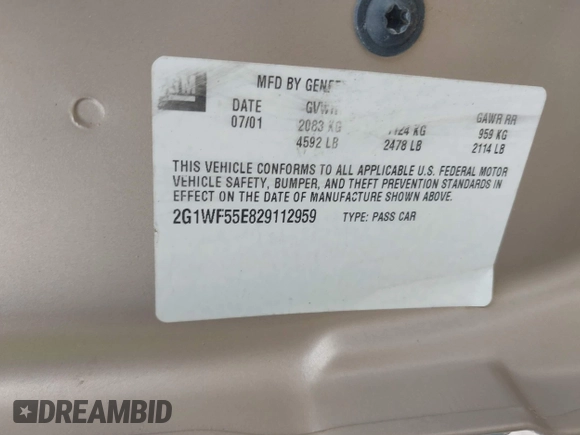 GM
MFD BY GENE
DATE GVW GAWR RR
07/01 2083 KG 1124 KG 959 KG
4592 LB 2478 LB 2114 LB
THIS VEHICLE CONFORMS TO ALL APPLICABLE U.S. FEDERAL MOTOR
VEHICLE SAFETY, BUMPER, AND THEFT PREVENTION STANDARDS IN
EFFECT ON THE DATE OF MANUFACTURE SHOWN ABOVE.
2G1WF55E829112959 TYPE: PASS CAR
DREAMBID